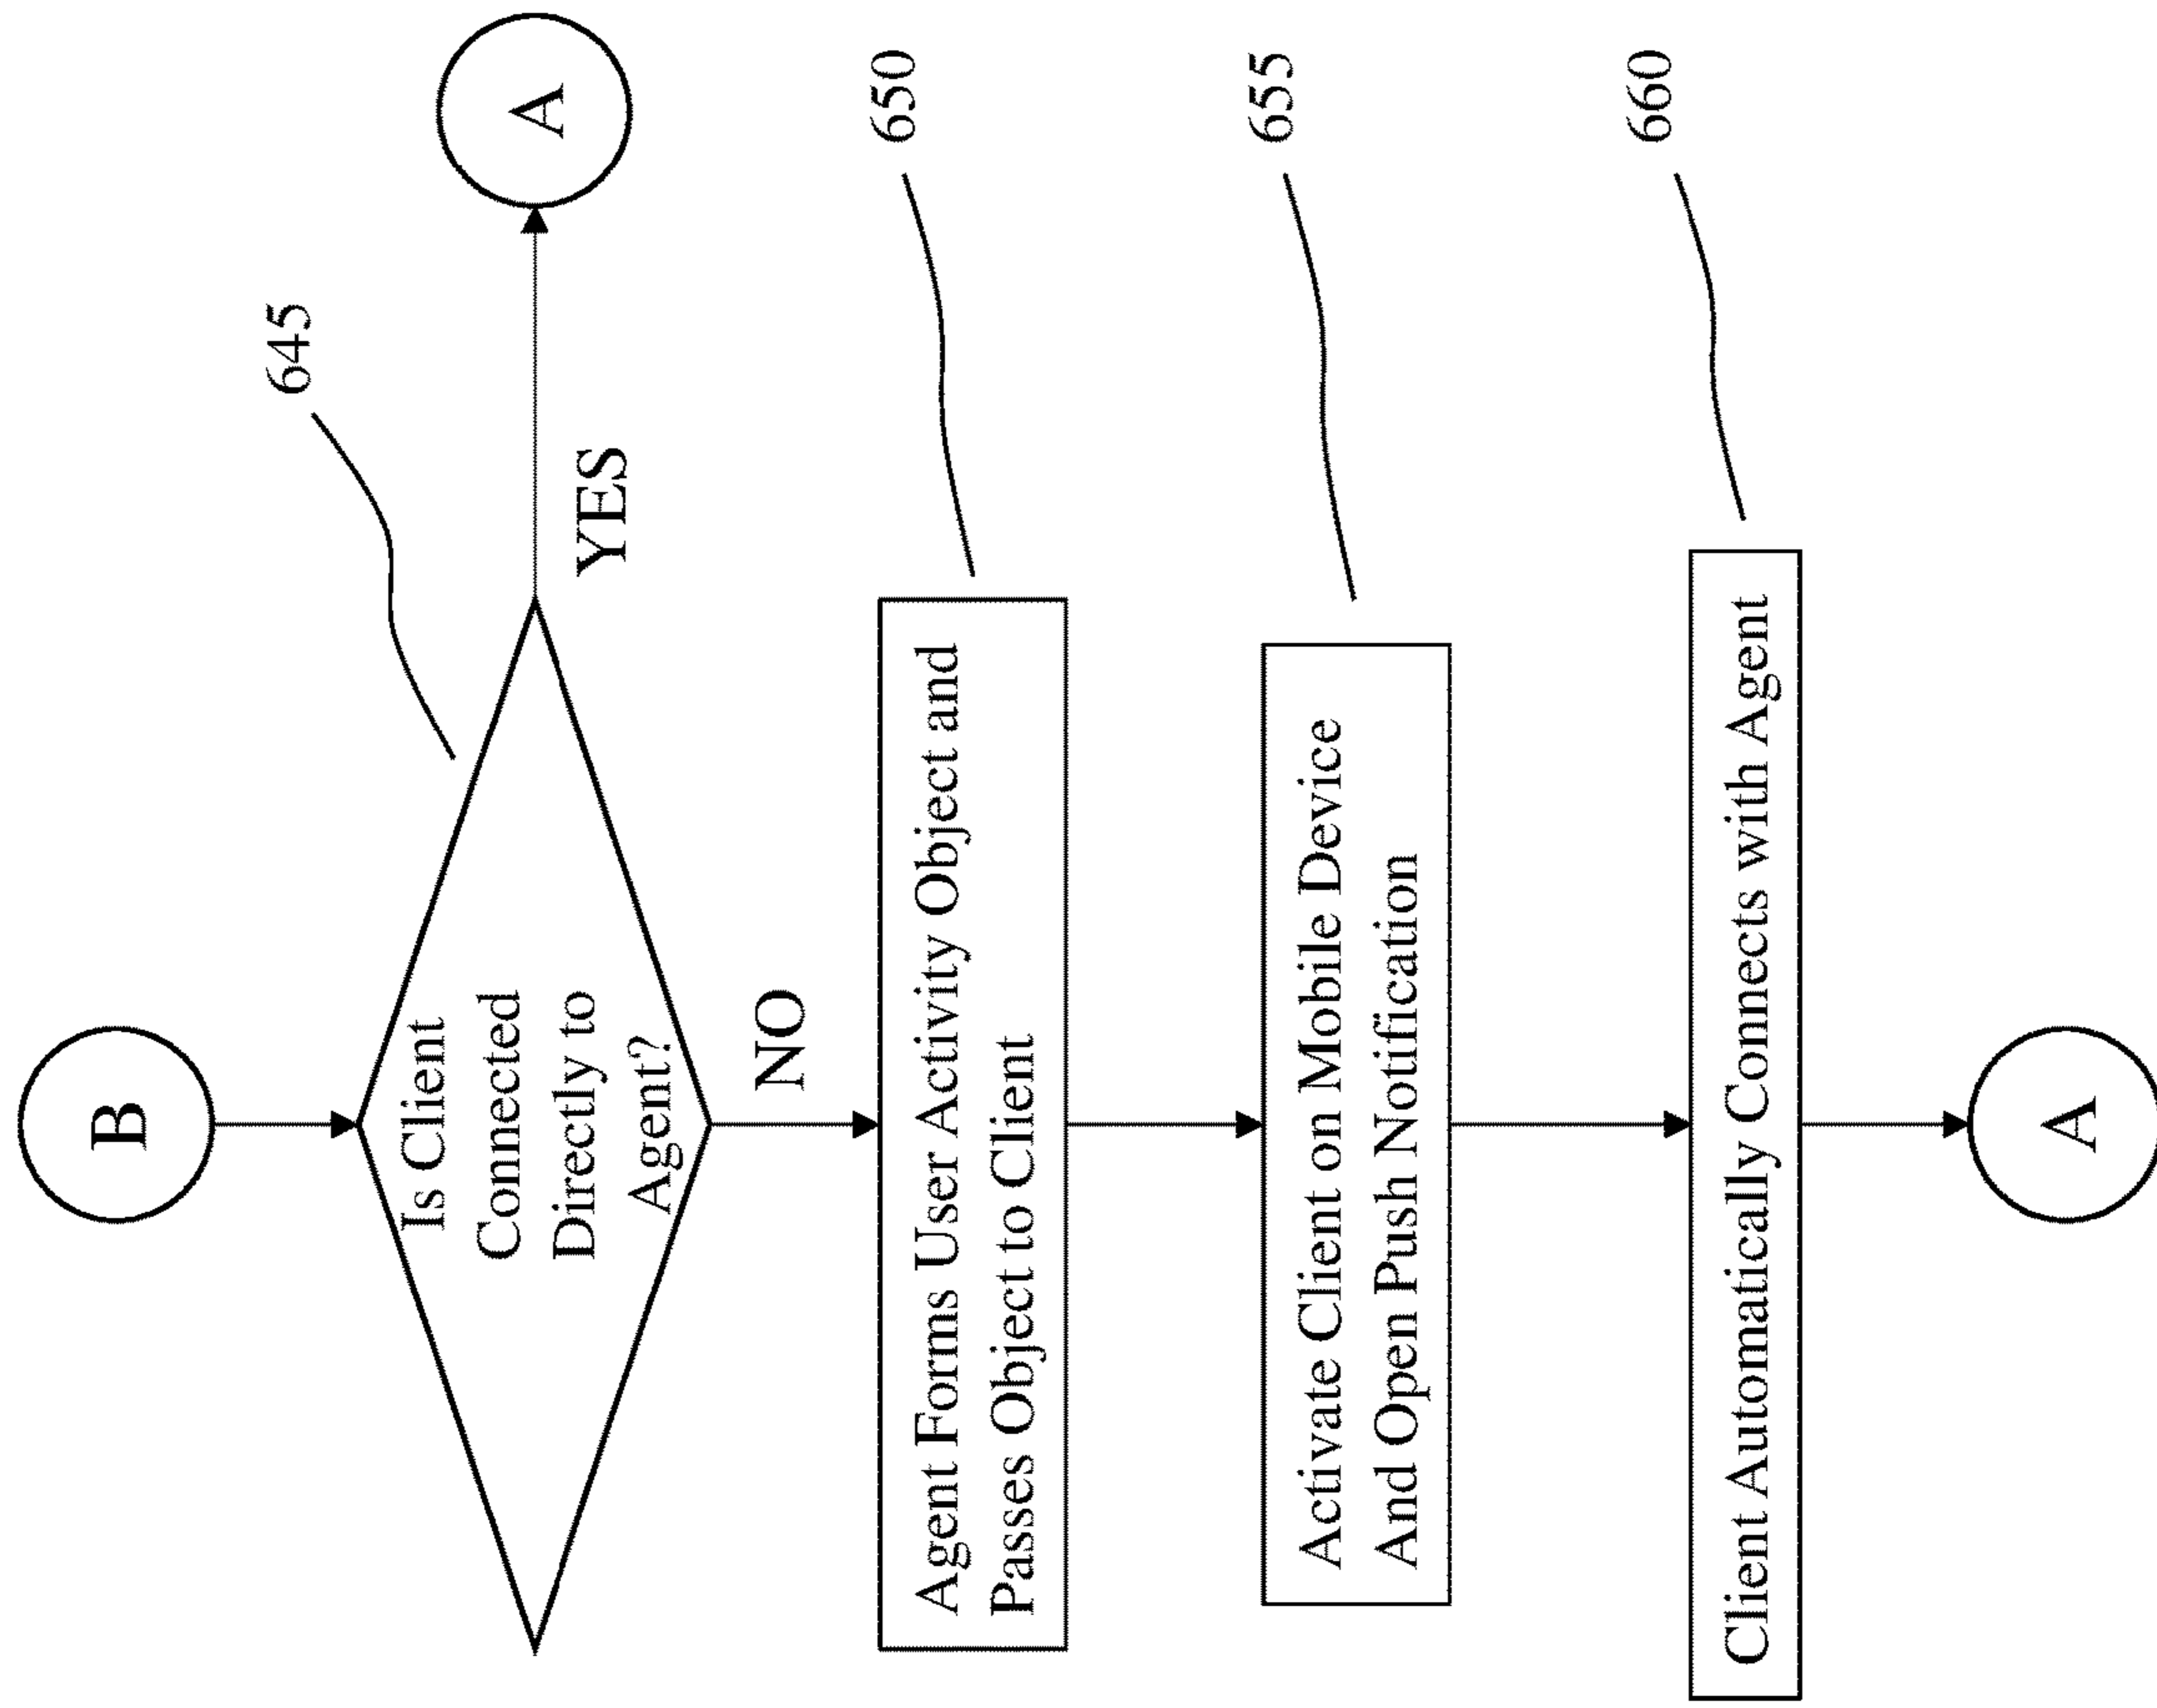 B
645
Is Client
Connected
Directly to
Agent?
YES
A
NO
650
Agent Forms User Activity Object and
Passes Object to Client
655
Activate Client on Mobile Device
And Open Push Notification
660
Client Automatically Connects with Agent
A